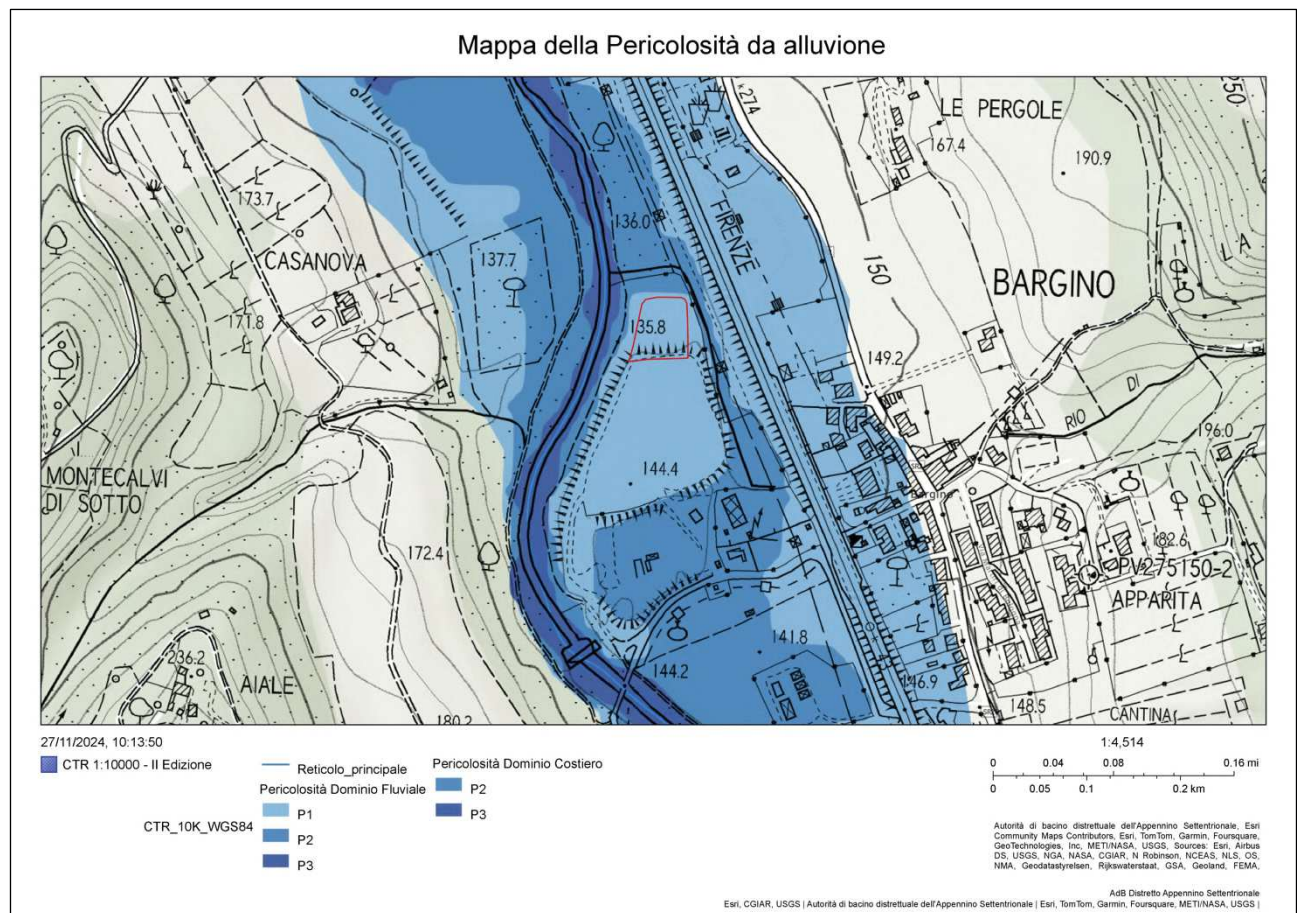 Mappa della Pericolosità da alluvione
k274
LE PERGOLE
167.4
190.9
150
173.7
CASANOVA
137.7
136.0
FIRENZE
150
BARGINO
L A
171.8
135.8
149.2
RIO
DI
196.0
MONTECALVI
DI SOTTO
144.4
Bargino
172.4
182.6
PV275150-2
APPARITA
236.2
AIALE
141.8
144.2
146.9
148.5
CANTINA
180.2
27/11/2024, 10:13:50
CTR 1:10000 - II Edizione
CTR_10K_WGS84
Reticolo_principale
Pericolosità Dominio Fluviale
P1
P2
P3
Pericolosità Dominio Costiero
P2
P3
1:4,514
0 0.04 0.08 0.16 mi
0 0.05 0.1 0.2 km
Autorità di bacino distrettuale dell'Appennino Settentrionale, Esri
Community Maps Contributors, Esri, TomTom, Garmin, Foursquare,
GeoTechnologies, Inc, METI/NASA, USGS, Sources: Esri, Airbus
DS, USGS, NGA, NASA, CGIAR, N Robinson, NCEAS, NLS, OS,
NMA, Geodatastyrelsen, Rijkswaterstaat, GSA, Geoland, FEMA,
AdB Distretto Appennino Settentrionale
Esri, CGIAR, USGS | Autorità di bacino distrettuale dell'Appennino Settentrionale | Esri, TomTom, Garmin, Foursquare, METI/NASA, USGS |